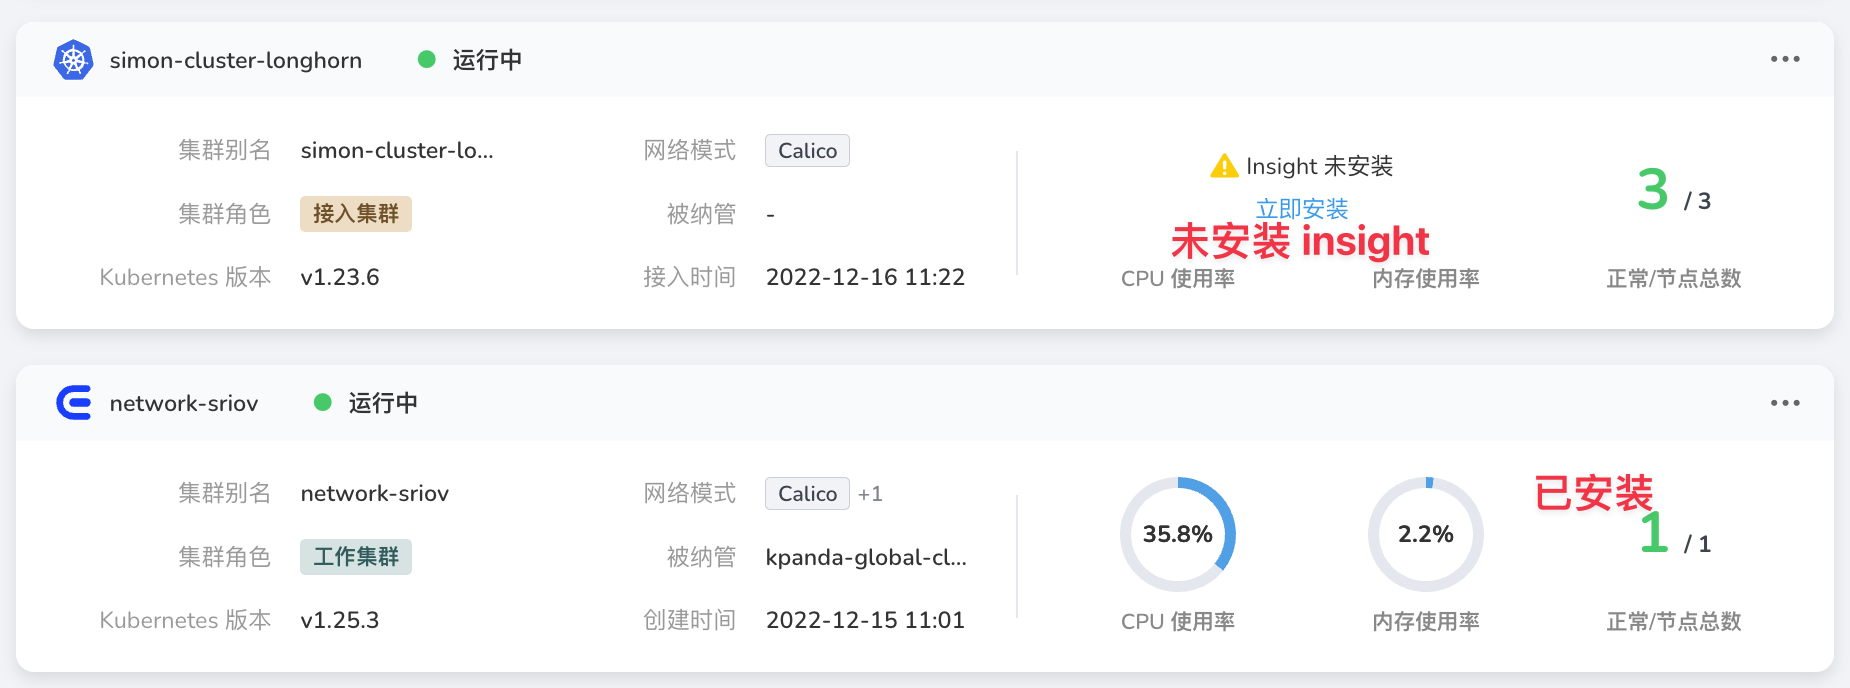 simon-cluster-longhorn 运行中
集群别名 simon-cluster-lo... 网络模式 Calico
Insight 未安装
集群角色 接入集群 被纳管 - 立即安装 3 / 3
未安装 insight
Kubernetes 版本 v1.23.6 接入时间 2022-12-16 11:22 CPU 使用率 内存使用率 正常/节点总数
network-sriov 运行中
集群别名 network-sriov 网络模式 Calico +1 已安装
35.8% 2.2% 1 / 1
集群角色 工作集群 被纳管 kpanda-global-cl...
Kubernetes 版本 v1.25.3 创建时间 2022-12-15 11:01 CPU 使用率 内存使用率 正常/节点总数